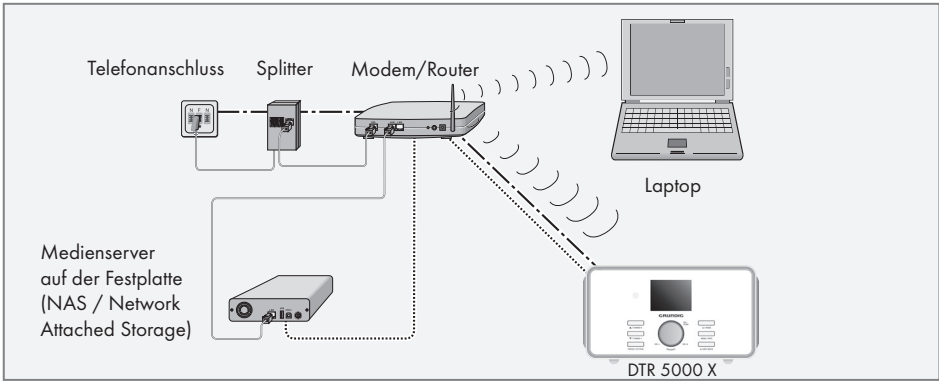 Telefonanschluss
Splitter
Modem/Router
N F N
Laptop
Medienserver
auf der Festplatte
(NAS / Network
Attached Storage)
GRUNDIG
DTR 5000 X